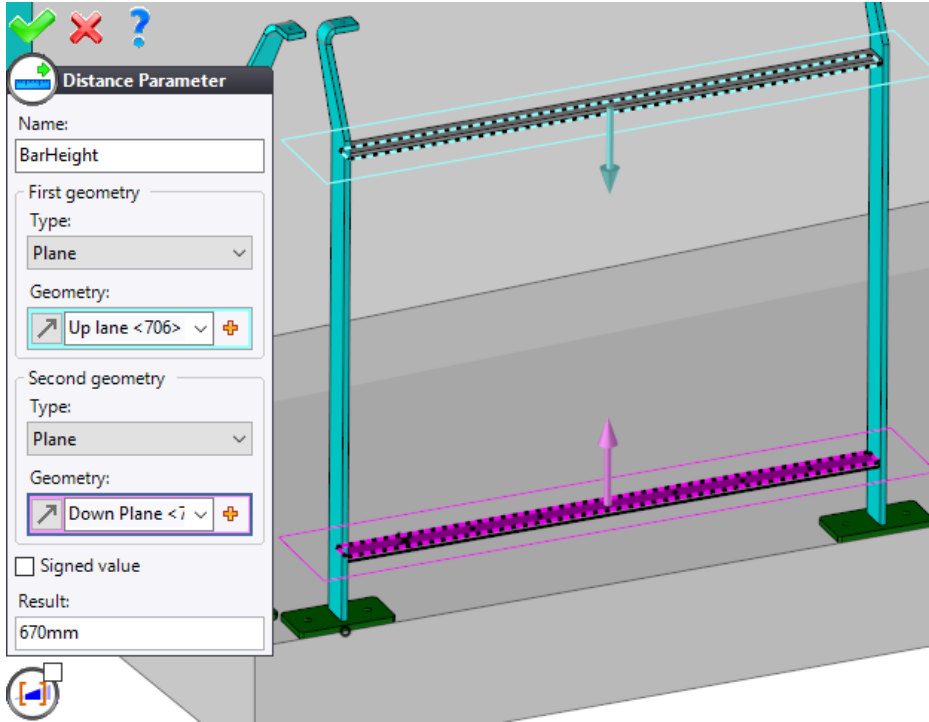 Distance Parameter
Name:
BarHeight
First geometry
Type:
Plane
Geometry:
Up lane <706>
Second geometry
Type:
Plane
Geometry:
Down Plane <7
Signed value
Result:
670mm